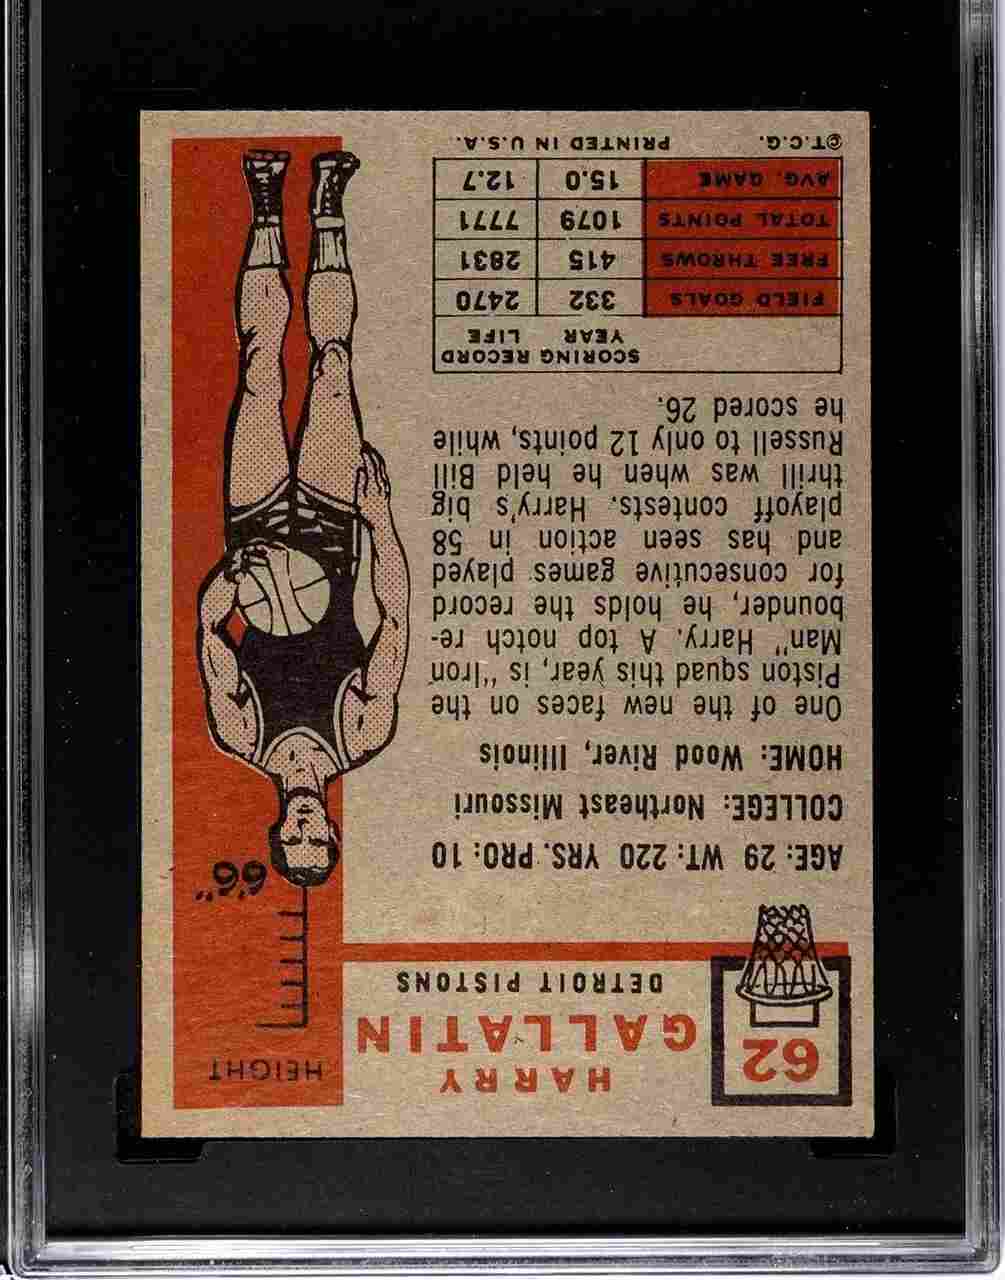 62
HARRY
GALLATIN
DETROIT PISTONS
HEIGHT
6'6"
AGE: 29 WT: 220 YRS. PRO: 10
COLLEGE: Northeast Missouri
HOME: Wood River, Illinois
One of the new faces on the
Piston squad this year, is "Iron
Man" Harry. A top notch re-
bounder, he holds the record
for consecutive games played
and has seen action in 58
playoff contests. Harry's big
thrill was when he held Bill
Russell to only 12 points, while
he scored 26.
SCORING RECORD
YEAR LIFE
FIELD GOALS 332 2470
FREE THROWS 415 2831
TOTAL POINTS 1079 7771
AVG. GAME 15.0 12.7
©T.C.G. PRINTED IN U.S.A.